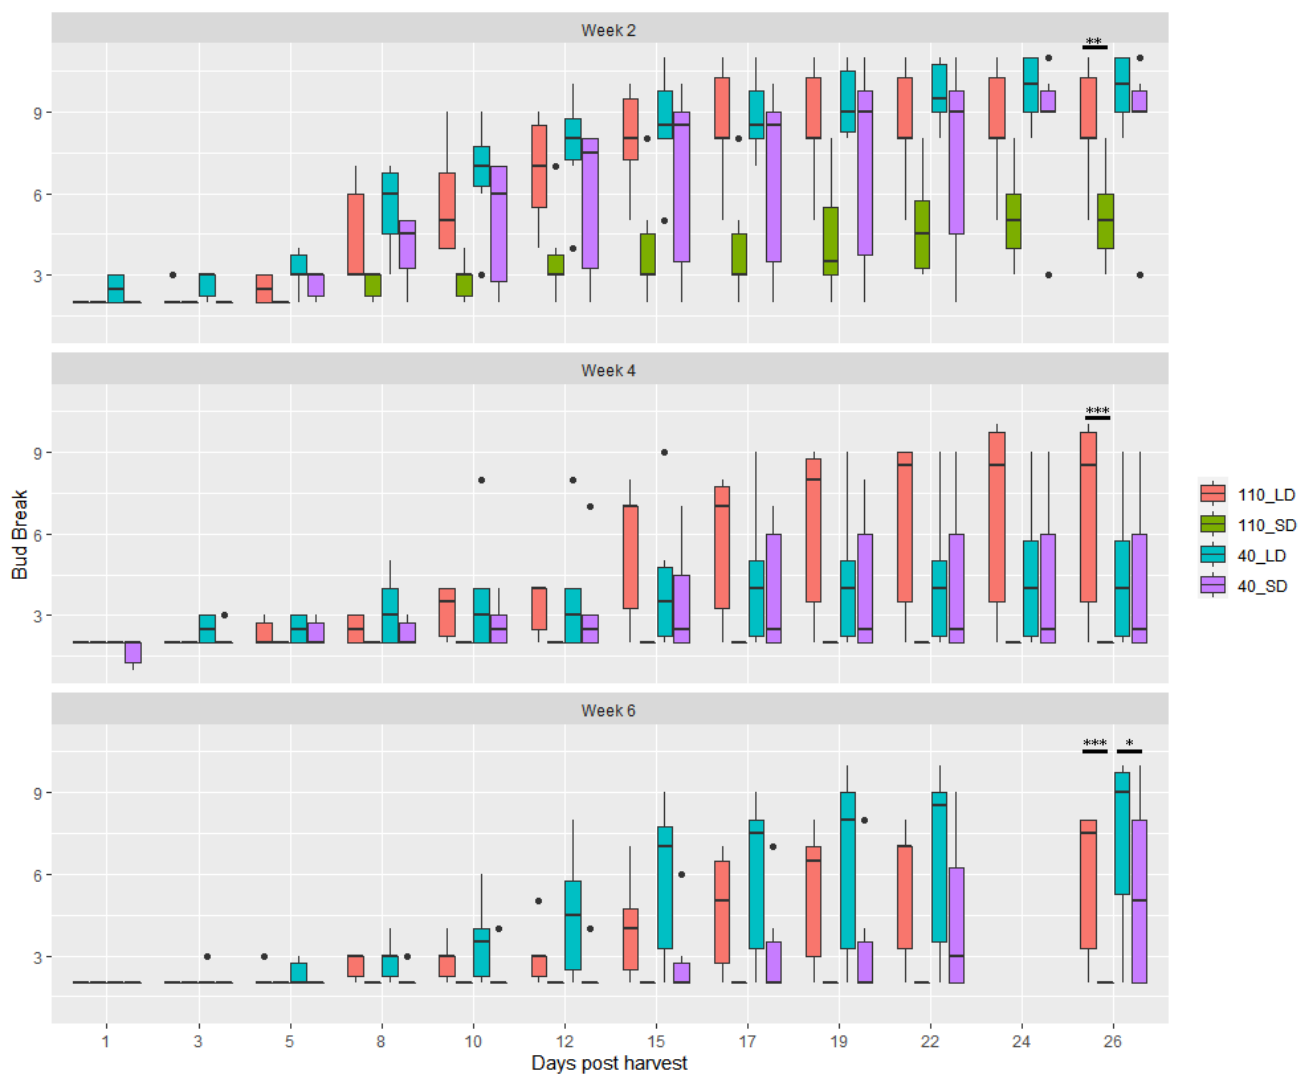 Week 2
**
9
6
3
Week 4
***
9
6
3
Bud Break
110_LD
110_SD
40_LD
40_SD
Week 6
*** *
9
6
3
1 3 5 8 10 12 15 17 19 22 24 26
Days post harvest